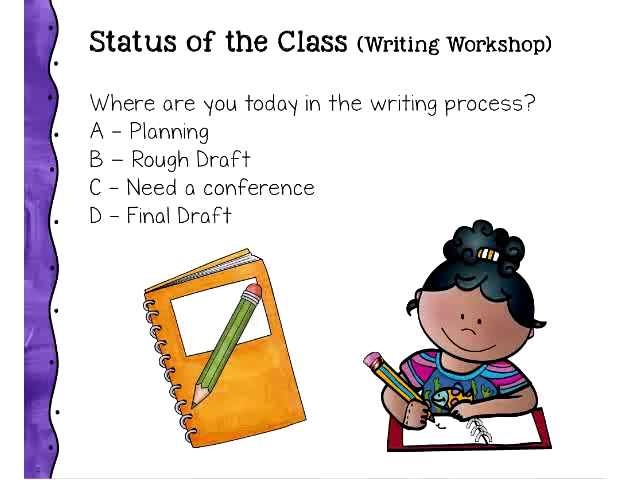 Status of the Class (Writing Workshop)
Where are you today in the writing process?
A – Planning
B – Rough Draft
C – Need a conference
D – Final Draft